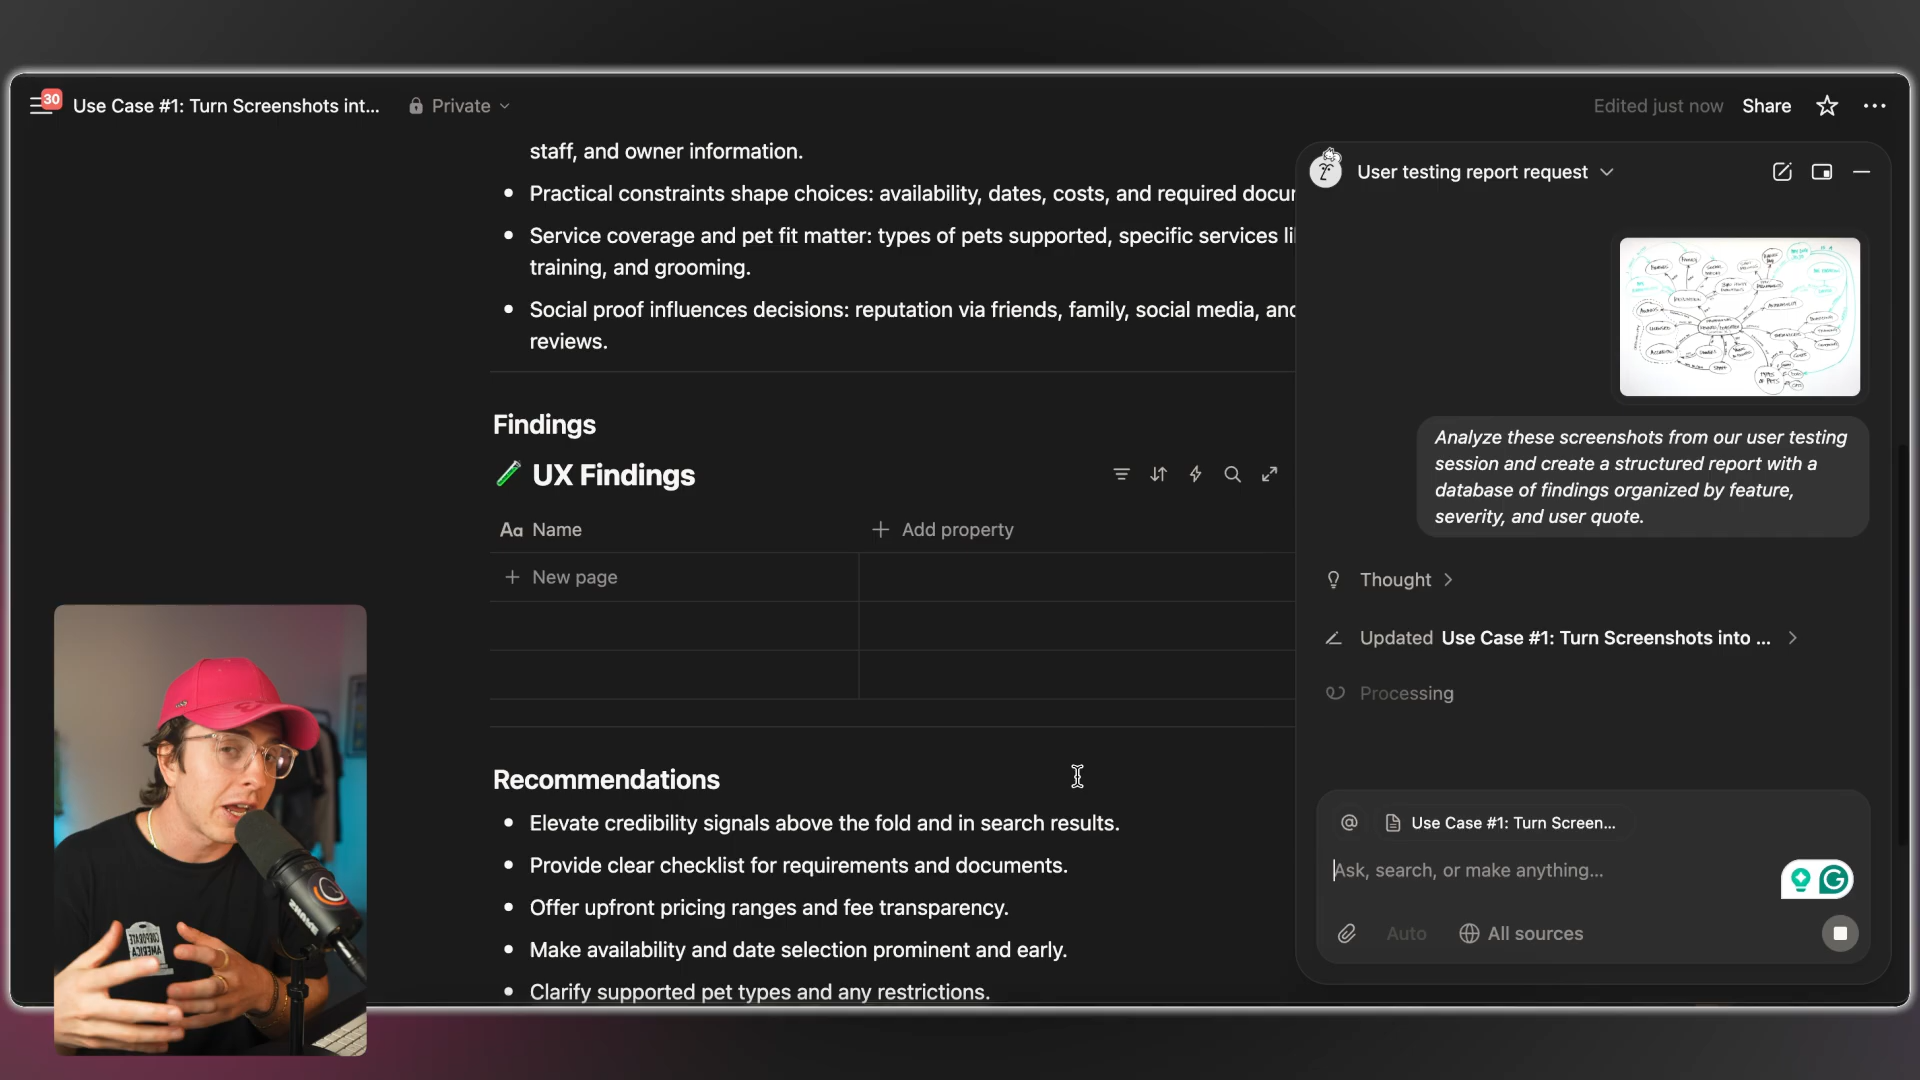 30
Use Case #1: Turn Screenshots int...
Private
Edited just now
Share
staff, and owner information.
Practical constraints shape choices: availability, dates, costs, and required docu
Service coverage and pet fit matter: types of pets supported, specific services li
training, and grooming.
Social proof influences decisions: reputation via friends, family, social media, and
reviews.
Findings
UX Findings
Aa Name
Add property
New page
Recommendations
Elevate credibility signals above the fold and in search results.
Provide clear checklist for requirements and documents.
Offer upfront pricing ranges and fee transparency.
Make availability and date selection prominent and early.
Clarify supported pet types and any restrictions.
User testing report request
Analyze these screenshots from our user testing
session and create a structured report with a
database of findings organized by feature,
severity, and user quote.
Thought
Updated Use Case #1: Turn Screenshots into ...
Processing
@ Use Case #1: Turn Screen...
Ask, search, or make anything...
Auto
All sources
CORPORATE
AMERICA